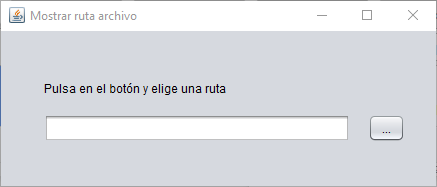 Mostrar ruta archivo
Pulsa en el botón y elige una ruta
...